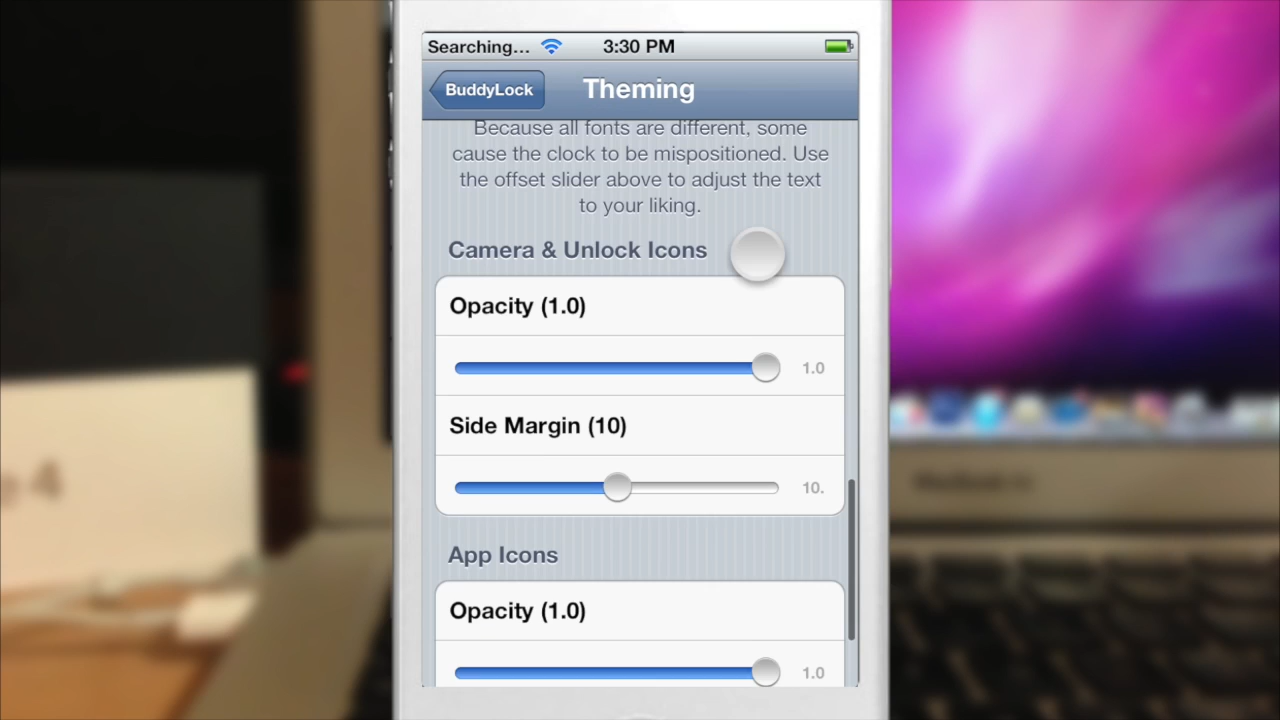 Searching... 3:30 PM
BuddyLock Theming
Because all fonts are different, some
cause the clock to be mispositioned. Use
the offset slider above to adjust the text
to your liking.
Camera & Unlock Icons
Opacity (1.0)
1.0
Side Margin (10)
10.
App Icons
Opacity (1.0)
1.0
e 4